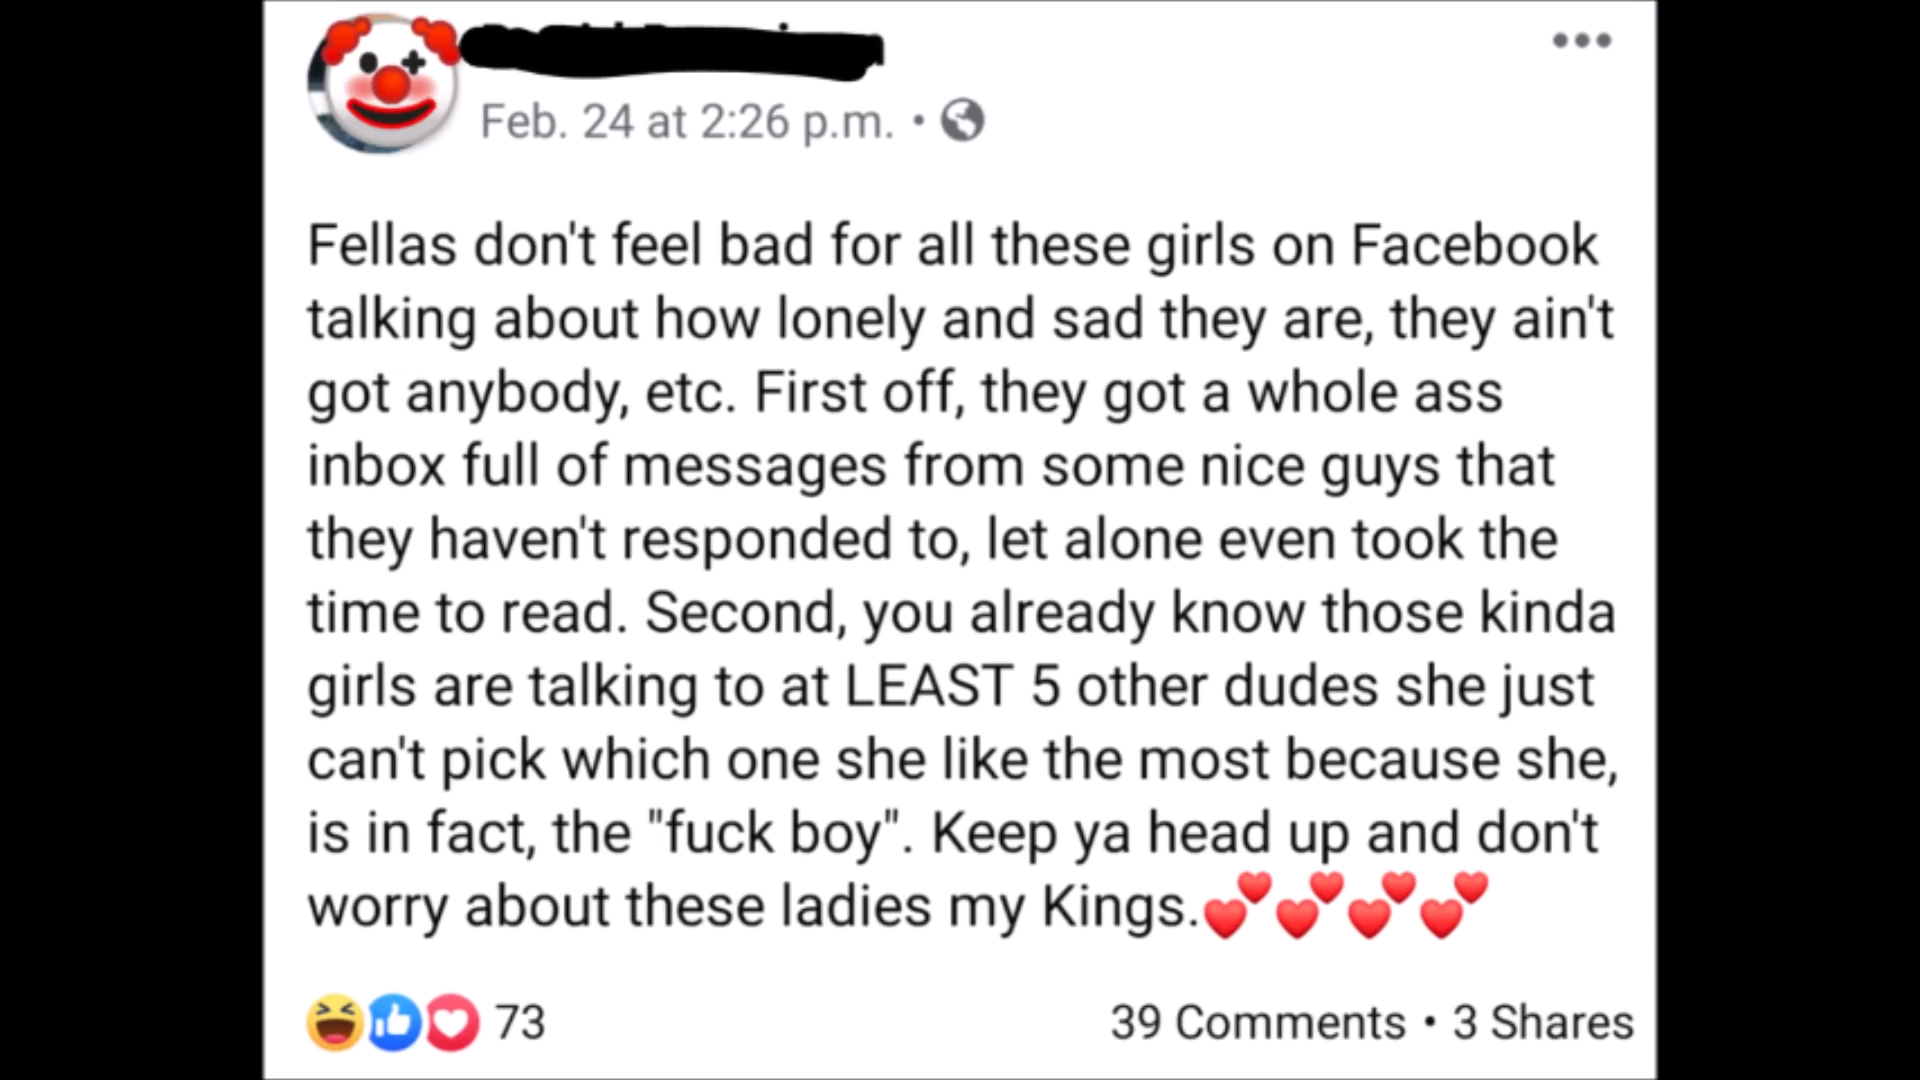 Feb. 24 at 2:26 p.m. •
Fellas don't feel bad for all these girls on Facebook
talking about how lonely and sad they are, they ain't
got anybody, etc. First off, they got a whole ass
inbox full of messages from some nice guys that
they haven't responded to, let alone even took the
time to read. Second, you already know those kinda
girls are talking to at LEAST 5 other dudes she just
can't pick which one she like the most because she,
is in fact, the "fuck boy". Keep ya head up and don't
worry about these ladies my Kings.💕💕💕💕
73 39 Comments • 3 Shares